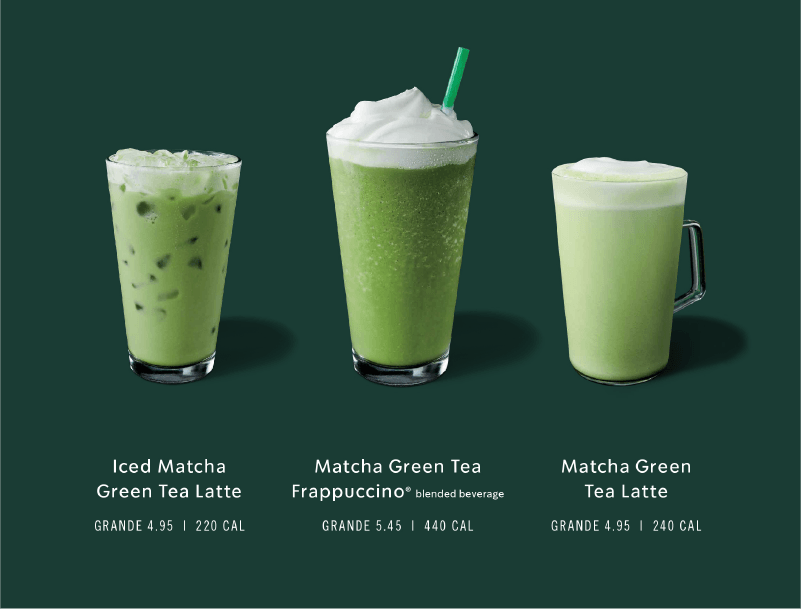 Iced Matcha
Green Tea Latte
GRANDE 4.95 | 220 CAL
Matcha Green Tea
Frappuccino® blended beverage
GRANDE 5.45 | 440 CAL
Matcha Green
Tea Latte
GRANDE 4.95 | 240 CAL